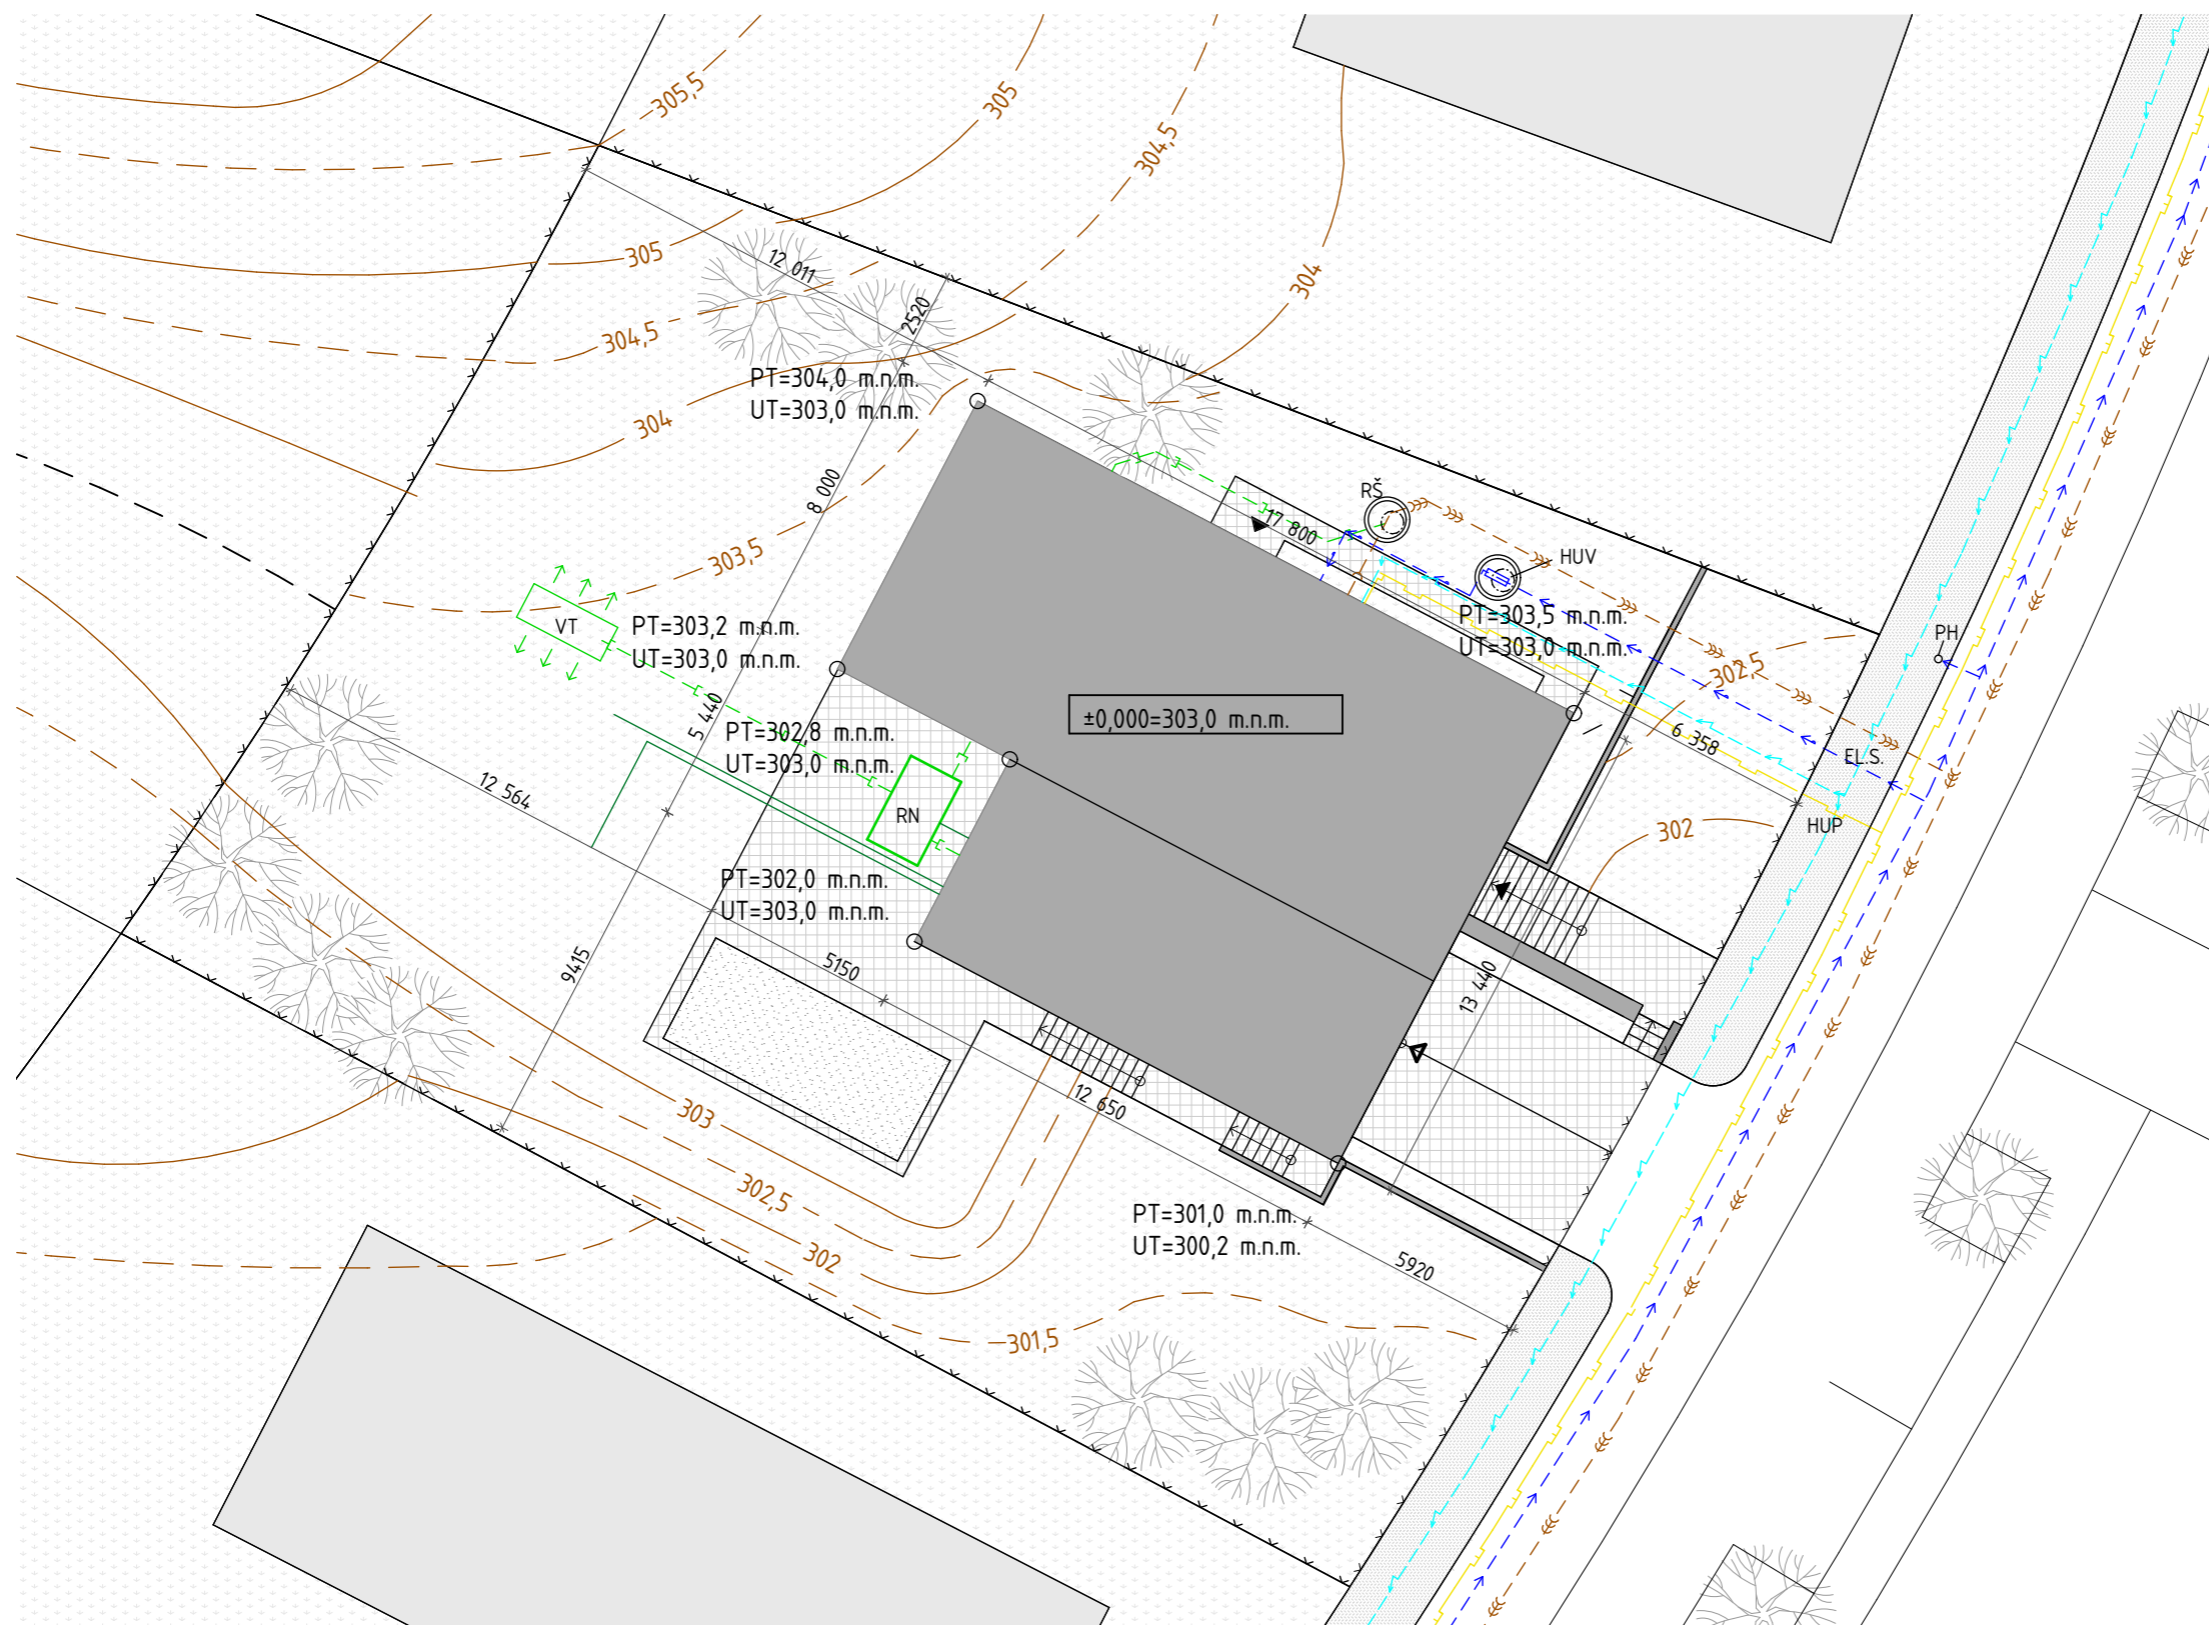 305,5
305
304,5
305
12 011
304
2520
304,5
PT=304,0 m.n.m.
UT=303,0 m.n.m.
304
8 000
RŠ
17 800
HUV
303,5
VT
PT=303,2 m.n.m.
UT=303,0 m.n.m.
PT=303,5 m.n.m.
UT=303,0 m.n.m.
PH
302,5
±0,000=303,0 m.n.m.
5 440
PT=302,8 m.n.m.
UT=303,0 m.n.m.
6 358
EL.S.
12 564
RN
HUP
302
PT=302,0 m.n.m.
UT=303,0 m.n.m.
9415
5150
13 440
303
12 650
302,5
PT=301,0 m.n.m.
UT=300,2 m.n.m.
302
5920
301,5